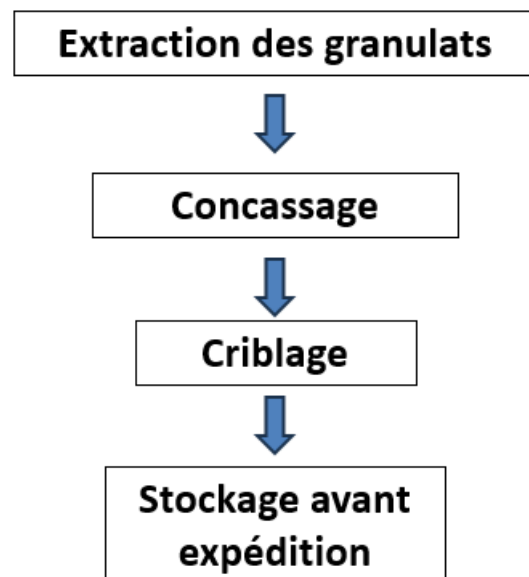 Extraction des granulats
Concassage
Criblage
Stockage avant
expédition